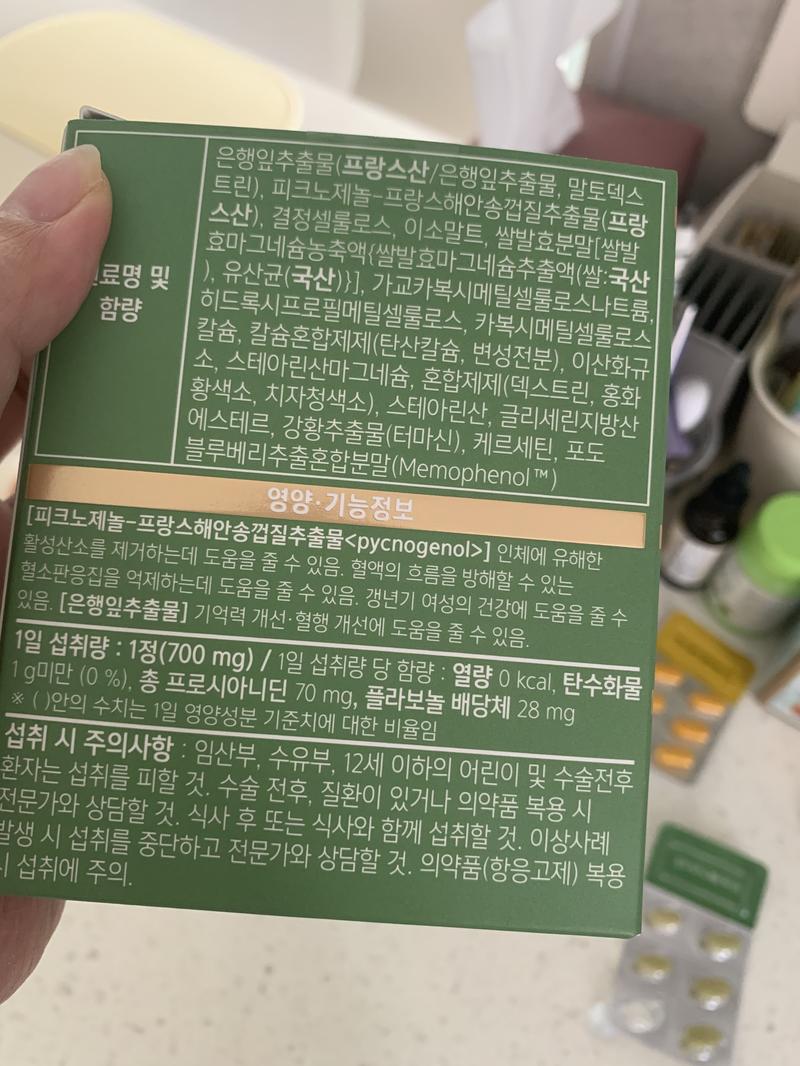 료명 및
함량
은행잎추출물(프랑스산/은행잎추출물, 말토덱스
트린), 피크노제놀-프랑스해안송껍질추출물(프랑
스산), 결정셀룰로스, 이소말트, 쌀발효분말[쌀발
효마그네슘농축액{쌀발효마그네슘추출액(쌀:국산
), 유산균(국산)}], 가교카복시메틸셀룰로스나트륨,
히드록시프로필메틸셀룰로스, 카복시메틸셀룰로스
칼슘, 칼슘혼합제제(탄산칼슘, 변성전분), 이산화규
소, 스테아린산마그네슘, 혼합제제(덱스트린, 홍화
황색소, 치자청색소), 스테아린산, 글리세린지방산
에스테르, 강황추출물(터마신), 케르세틴, 포도
블루베리추출혼합분말(Memophenol™)
영양·기능정보
[피크노제놀-프랑스해안송껍질추출물<pycnogenol>] 인체에 유해한
활성산소를 제거하는데 도움을 줄 수 있음. 혈액의 흐름을 방해할 수 있는
혈소판응집을 억제하는데 도움을 줄 수 있음. 갱년기 여성의 건강에 도움을 줄 수
있음. [은행잎추출물] 기억력 개선·혈행 개선에 도움을 줄 수 있음.
1일 섭취량 : 1정(700 mg) / 1일 섭취량 당 함량 : 열량 0 kcal, 탄수화물
1 g미만 (0 %), 총 프로시아니딘 70 mg, 플라보놀 배당체 28 mg
※ ( )안의 수치는 1일 영양성분 기준치에 대한 비율임
섭취 시 주의사항 : 임산부, 수유부, 12세 이하의 어린이 및 수술전후
환자는 섭취를 피할 것. 수술 전후, 질환이 있거나 의약품 복용 시
전문가와 상담할 것. 식사 후 또는 식사와 함께 섭취할 것. 이상사례
발생 시 섭취를 중단하고 전문가와 상담할 것. 의약품(항응고제) 복용
시 섭취에 주의.